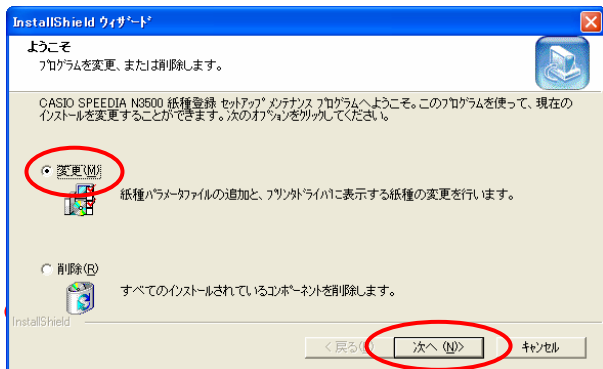 InstallShield ウィザード
ようこそ
プログラムを変更、または削除します。
CASIO SPEEDIA N3500 紙種登録 セットアップ メンテナンス プログラムへようこそ。このプログラムを使って、現在の
インストールを変更することができます。次のオプションをクリックしてください。
変更(M)
紙種パラメータファイルの追加と、プリンタドライバに表示する紙種の変更を行います。
削除(R)
すべてのインストールされているコンポーネントを削除します。
InstallShield
< 戻る(B) 次へ (N)> キャンセル